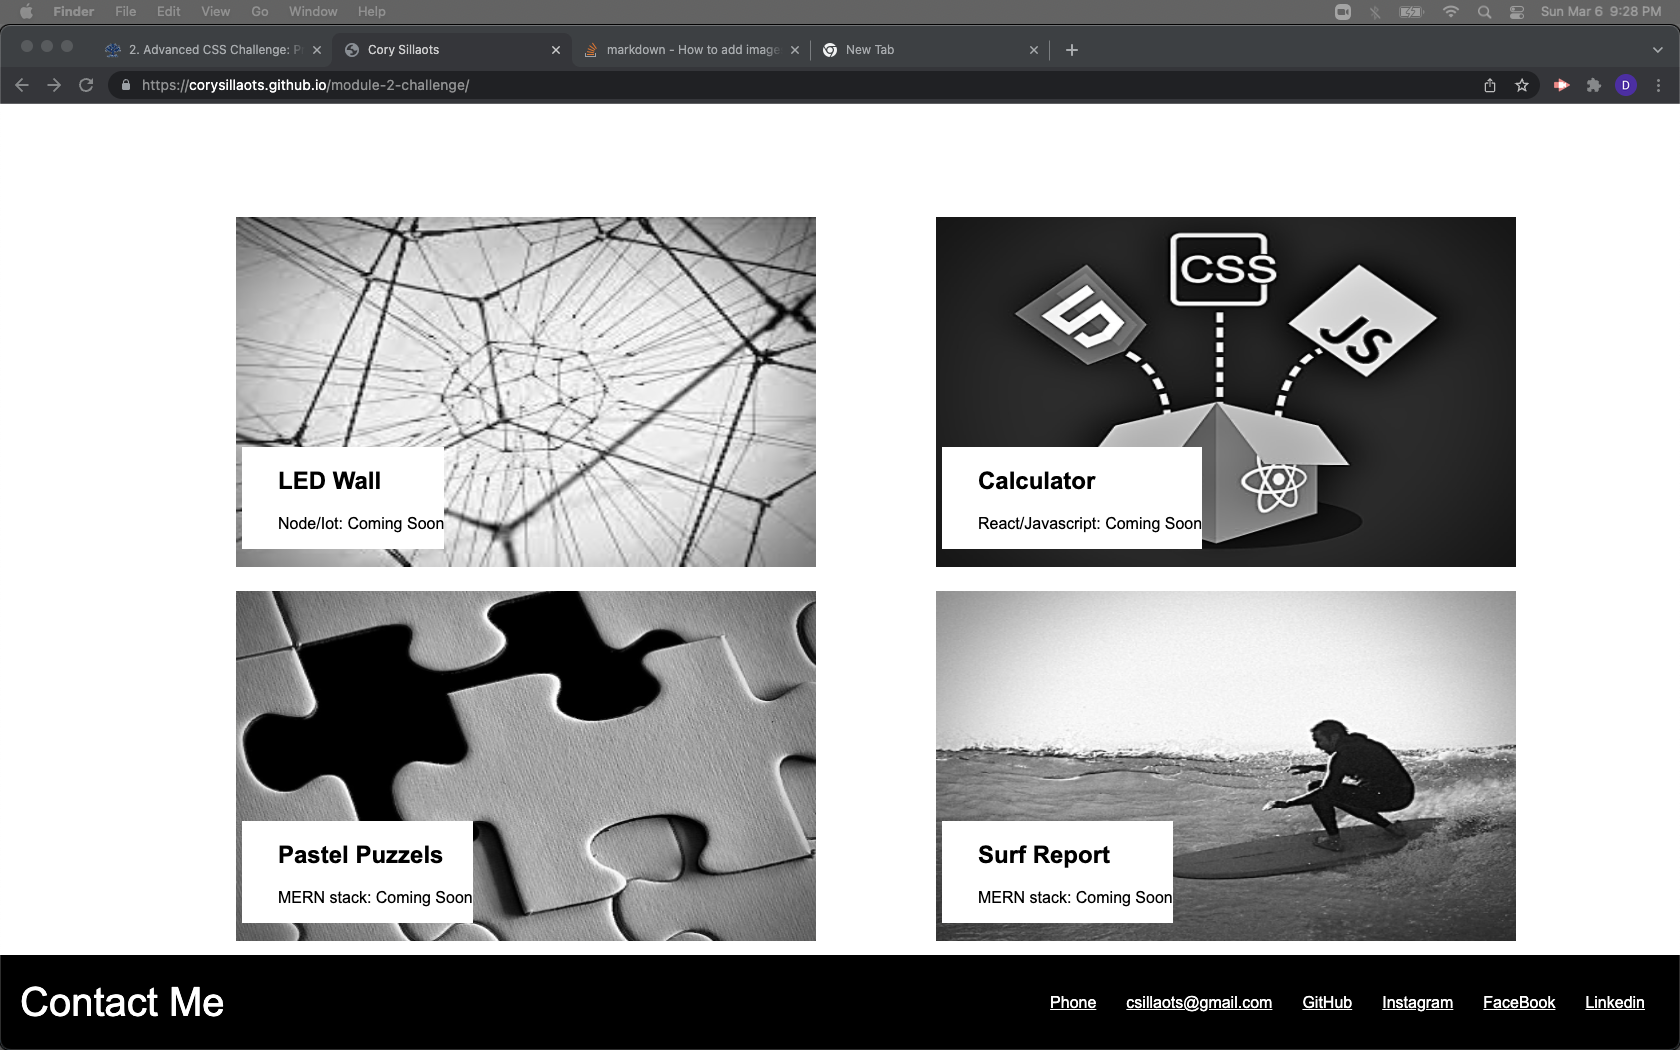 Finder File Edit View Go Window Help Sun Mar 6 9:28 PM
2. Advanced CSS Challenge: Pr Cory Sillaots markdown - How to add image New Tab
https://corysillaots.github.io/module-2-challenge/ D
CSS
JS
LED Wall
Node/Iot: Coming Soon
Calculator
React/Javascript: Coming Soon
Pastel Puzzels
MERN stack: Coming Soon
Surf Report
MERN stack: Coming Soon
Contact Me Phone csillaots@gmail.com GitHub Instagram FaceBook Linkedin